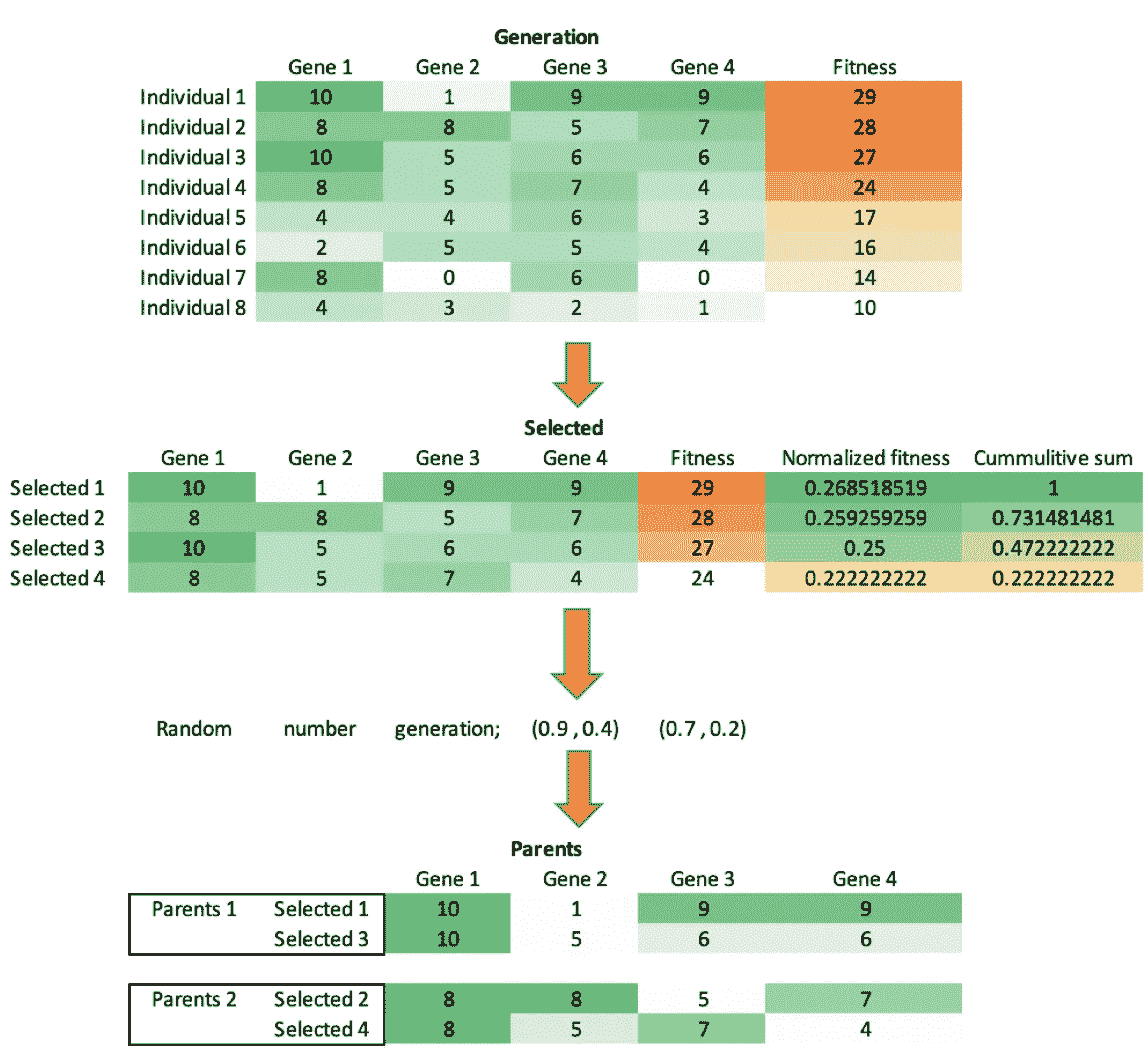 Generation
Gene 1 Gene 2 Gene 3 Gene 4 Fitness
Individual 1 10 1 9 9 29
Individual 2 8 8 5 7 28
Individual 3 10 5 6 6 27
Individual 4 8 5 7 4 24
Individual 5 4 4 6 3 17
Individual 6 2 5 5 4 16
Individual 7 8 0 6 0 14
Individual 8 4 3 2 1 10
Selected
Gene 1 Gene 2 Gene 3 Gene 4 Fitness Normalized fitness Cummulitive sum
Selected 1 10 1 9 9 29 0.268518519 1
Selected 2 8 8 5 7 28 0.259259259 0.731481481
Selected 3 10 5 6 6 27 0.25 0.472222222
Selected 4 8 5 7 4 24 0.222222222 0.222222222
Random number generation; (0.9 , 0.4) (0.7 , 0.2)
Parents
Gene 1 Gene 2 Gene 3 Gene 4
Parents 1 Selected 1 10 1 9 9
Selected 3 10 5 6 6
Parents 2 Selected 2 8 8 5 7
Selected 4 8 5 7 4